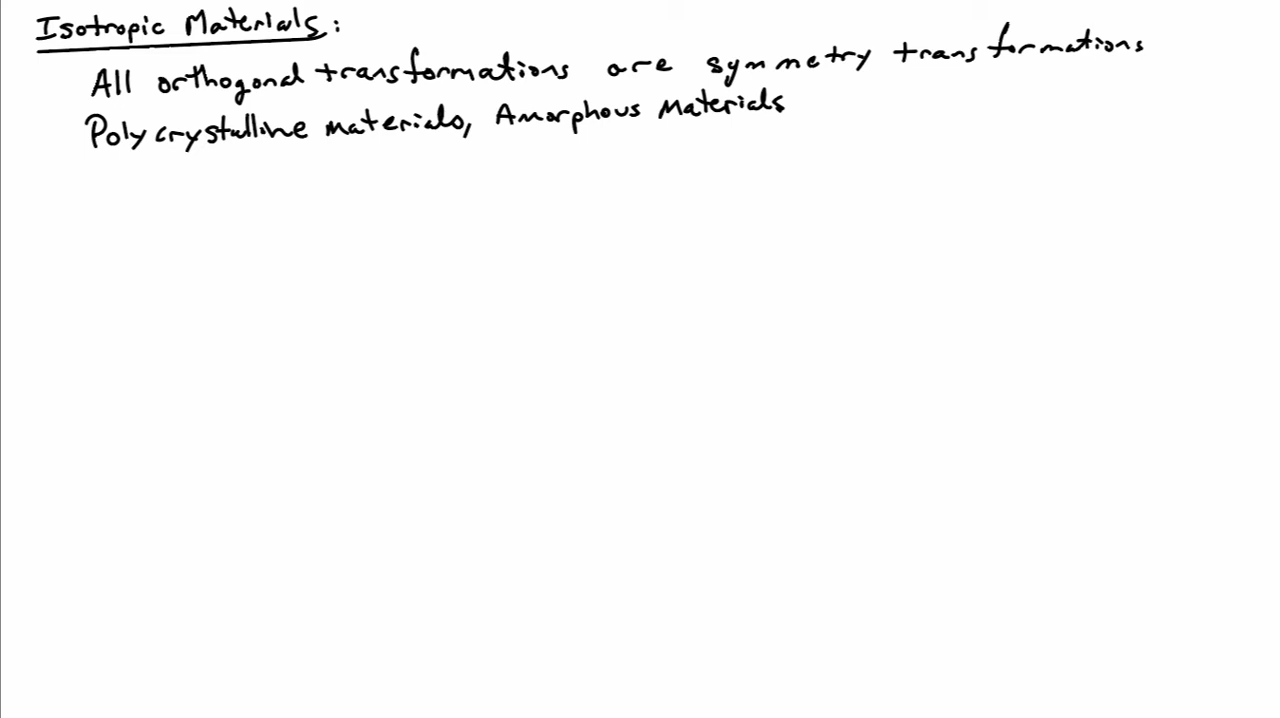 Isotropic Materials:
All orthogonal transformations are symmetry transformations
Polycrystalline materials, Amorphous Materials